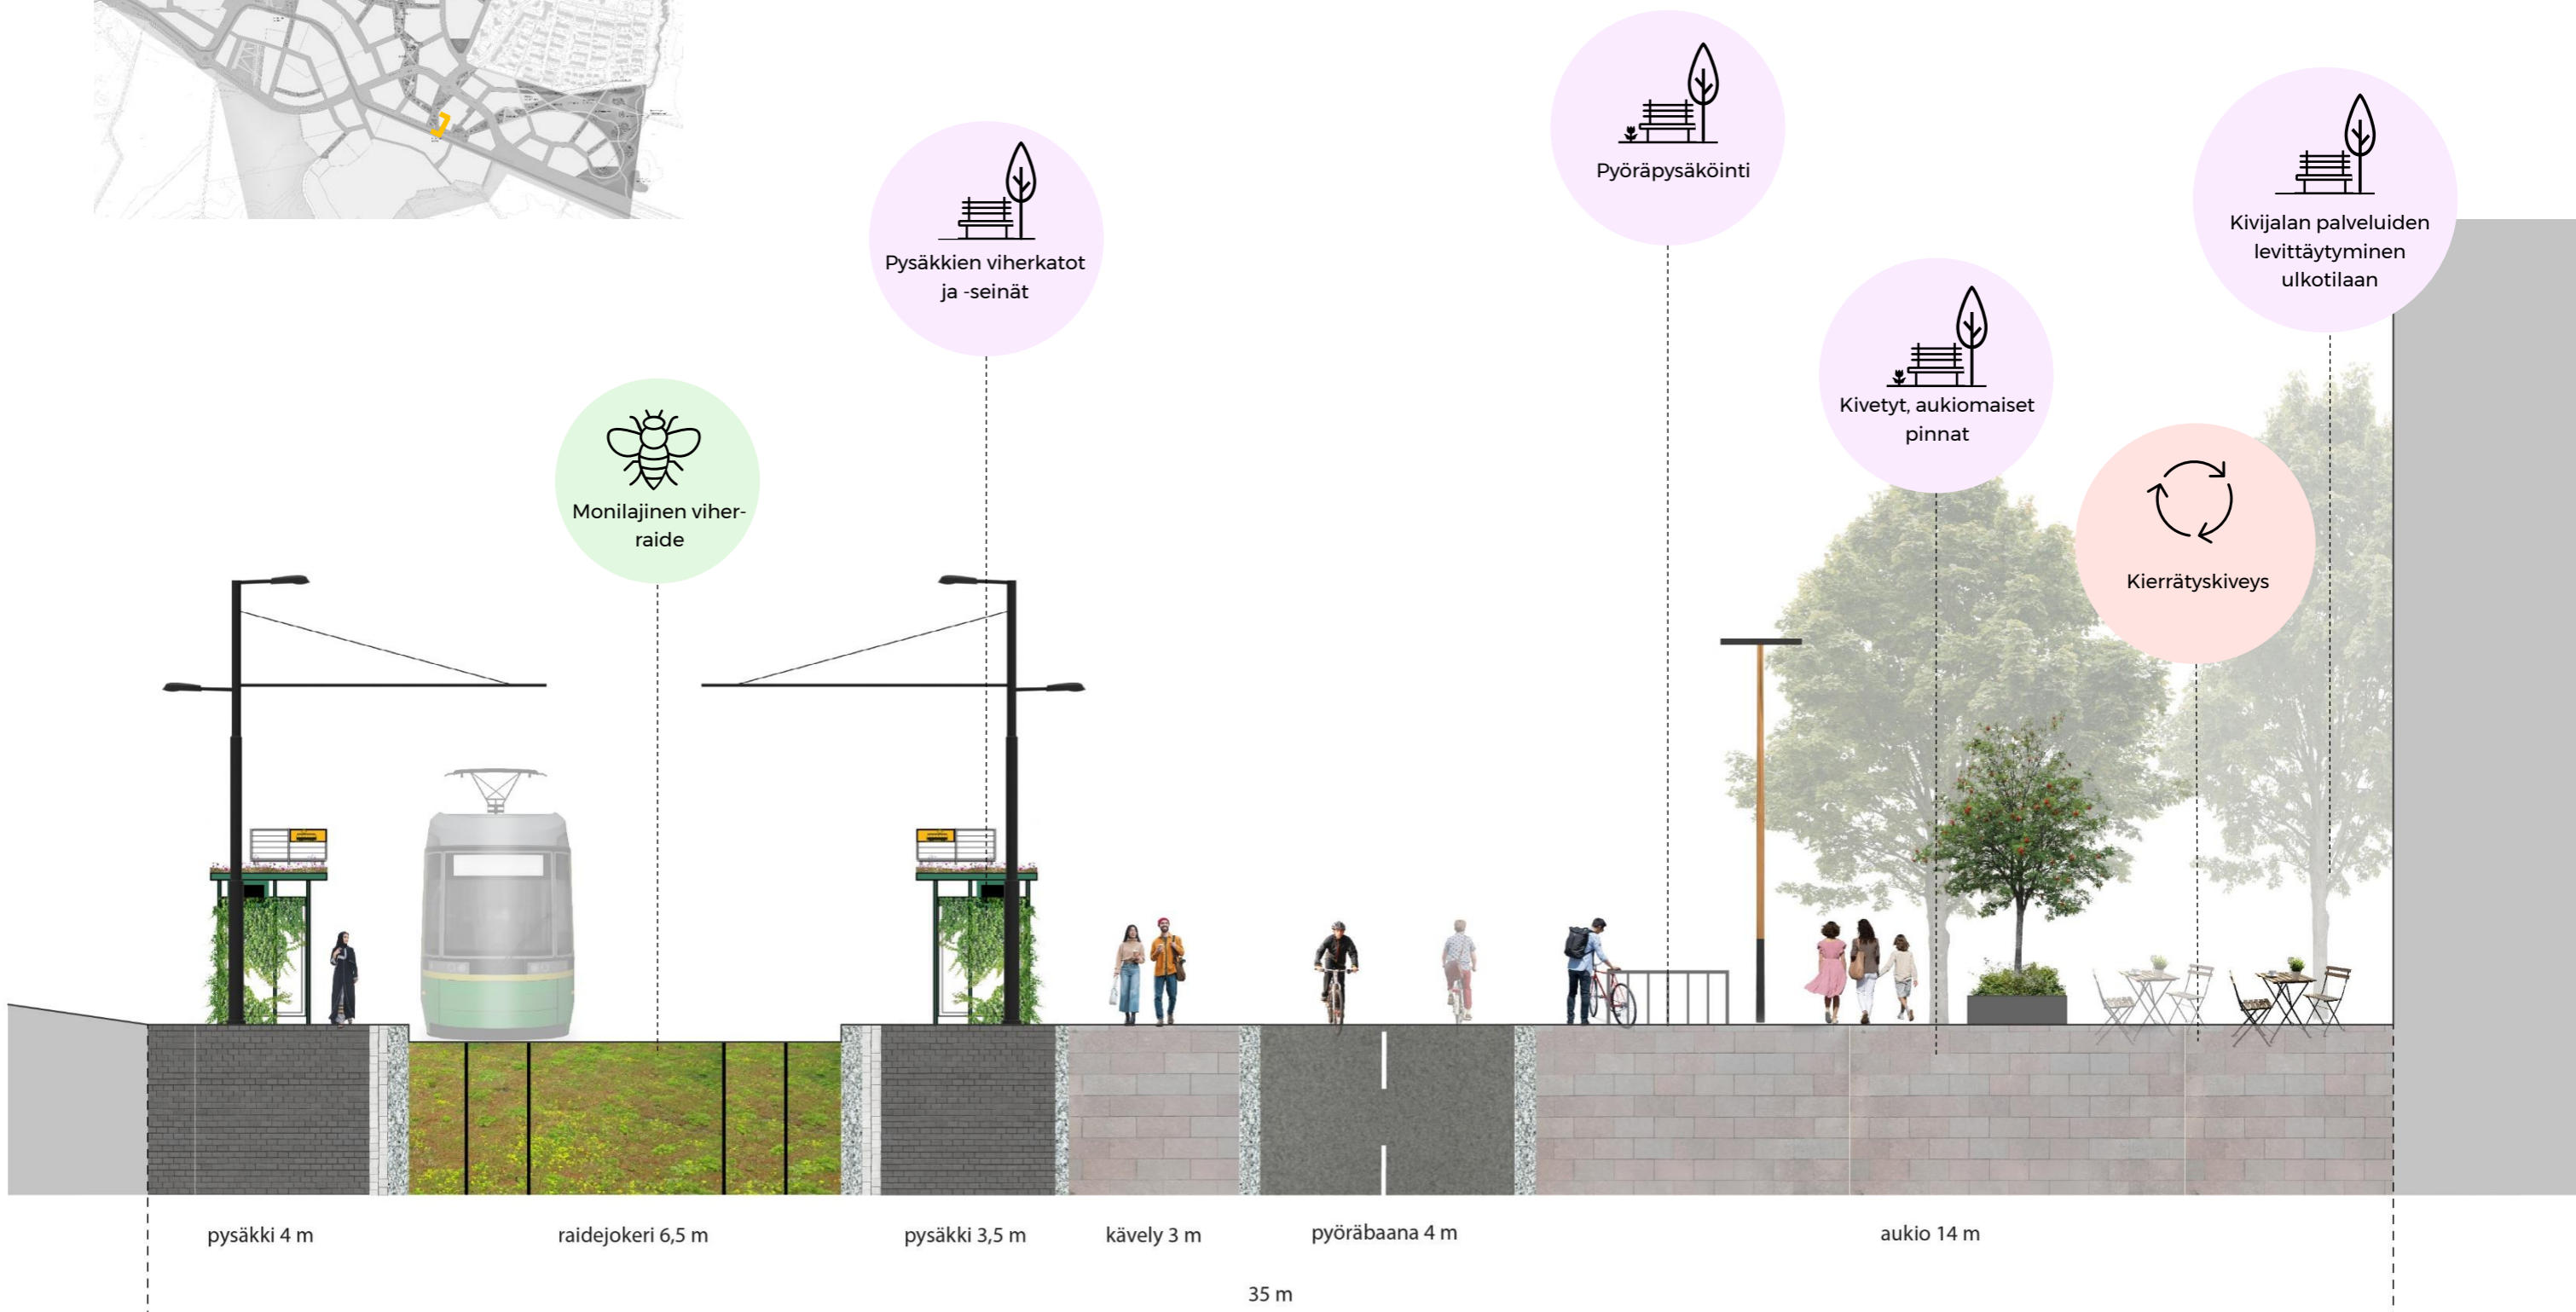 Pyöräpysäköinti
Kivijalan palveluiden
levittäytyminen
ulkotilaan
Pysäkkien viherkatot
ja -seinät
Kivetyt, aukiomaiset
pinnat
Monilajinen viher-
raide
Kierrätyskiveys
pysäkki 4 m
raidejokeri 6,5 m
pysäkki 3,5 m
kävely 3 m
pyöräbaana 4 m
aukio 14 m
35 m